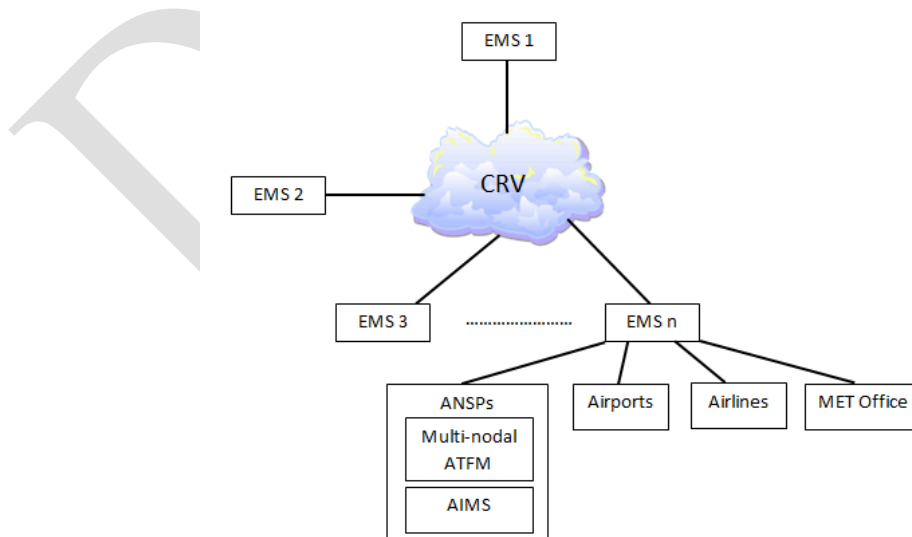 EMS 1
CRV
EMS 2
EMS 3
........................
EMS n
ANSPs
Multi-nodal
ATFM
AIMS
Airports
Airlines
MET Office